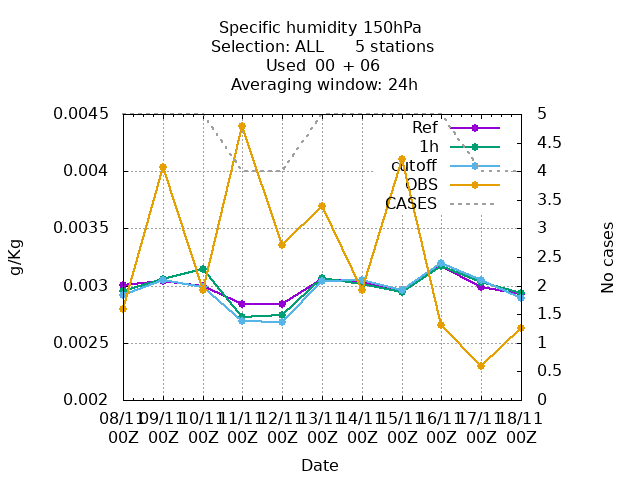 Specific humidity 150hPa
Selection: ALL 5 stations
Used 00 + 06
Averaging window: 24h
g/Kg
0.0045
0.004
0.0035
0.003
0.0025
0.002
Ref
1h
cutoff
OBS
CASES
5
4.5
4
3.5
3
2.5
2
1.5
1
0.5
0
No cases
08/11 09/11 10/11 11/11 12/11 13/11 14/11 15/11 16/11 17/11 18/11
00Z 00Z 00Z 00Z 00Z 00Z 00Z 00Z 00Z 00Z 00Z
Date